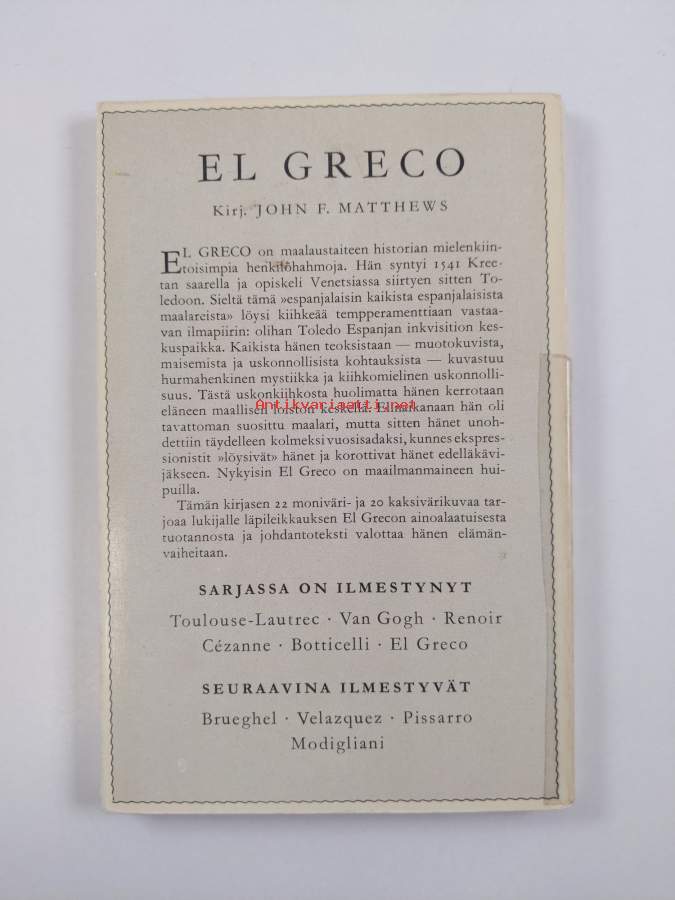 EL GRECO
Kirj. JOHN F. MATTHEWS
EL GRECO on maalaustaiteen historian mielenkiin-
toisimpia henkilöhahmoja. Hän syntyi 1541 Kree-
tan saarella ja opiskeli Venetsiassa siirtyen sitten To-
ledoon. Sieltä tämä »espanjalaisin kaikista espanjalaisista
maalareista» löysi kiihkeää tempperamenttiaan vastaa-
van ilmapiirin: olihan Toledo Espanjan inkvisition kes-
kuspaikka. Kaikista hänen teoksistaan — muotokuvista,
maisemista ja uskonnollisista kohtauksista — kuvastuu
hurmahenkinen mystiikka ja kiihkomielinen uskonnolli-
suus. Tästä uskonkiihkosta huolimatta hänen kerrotaan
eläneen maallisen loiston keskellä. Elinaikanaan hän oli
Antikvariaatti.net
tavattoman suosittu maalari, mutta sitten hänet unoh-
dettiin täydelleen kolmeksi vuosisadaksi, kunnes ekspres-
sionistit »löysivät» hänet ja korottivat hänet edelläkävi-
jäkseen. Nykyisin El Greco on maailmanmaineen hui-
puilla.
Tämän kirjasen 22 moniväri- ja 20 kaksivärikuvaa tar-
joaa lukijalle läpileikkauksen El Grecon ainoalaatuisesta
tuotannosta ja johdantoteksti valottaa hänen elämän-
vaiheitaan.
SARJASSA ON ILMESTYNYT
Toulouse-Lautrec · Van Gogh · Renoir
Cézanne · Botticelli · El Greco
SEURAAVINA ILMESTYVÄT
Brueghel · Velazquez · Pissarro
Modigliani